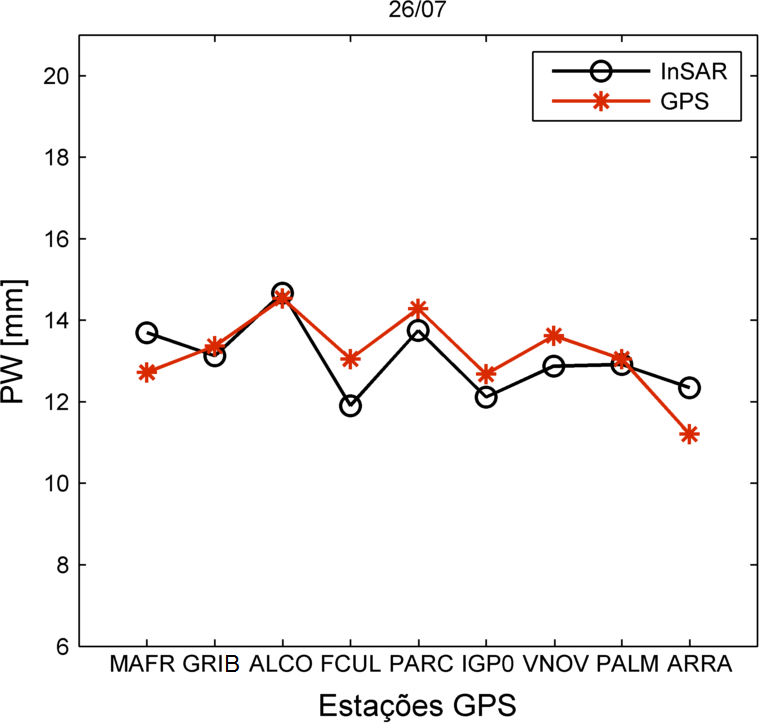 26/07
InSAR
GPS
PW [mm]
20
18
16
14
12
10
8
6
MAFR GRIB ALCO FCUL PARC IGP0 VNOV PALM ARRA
Estações GPS